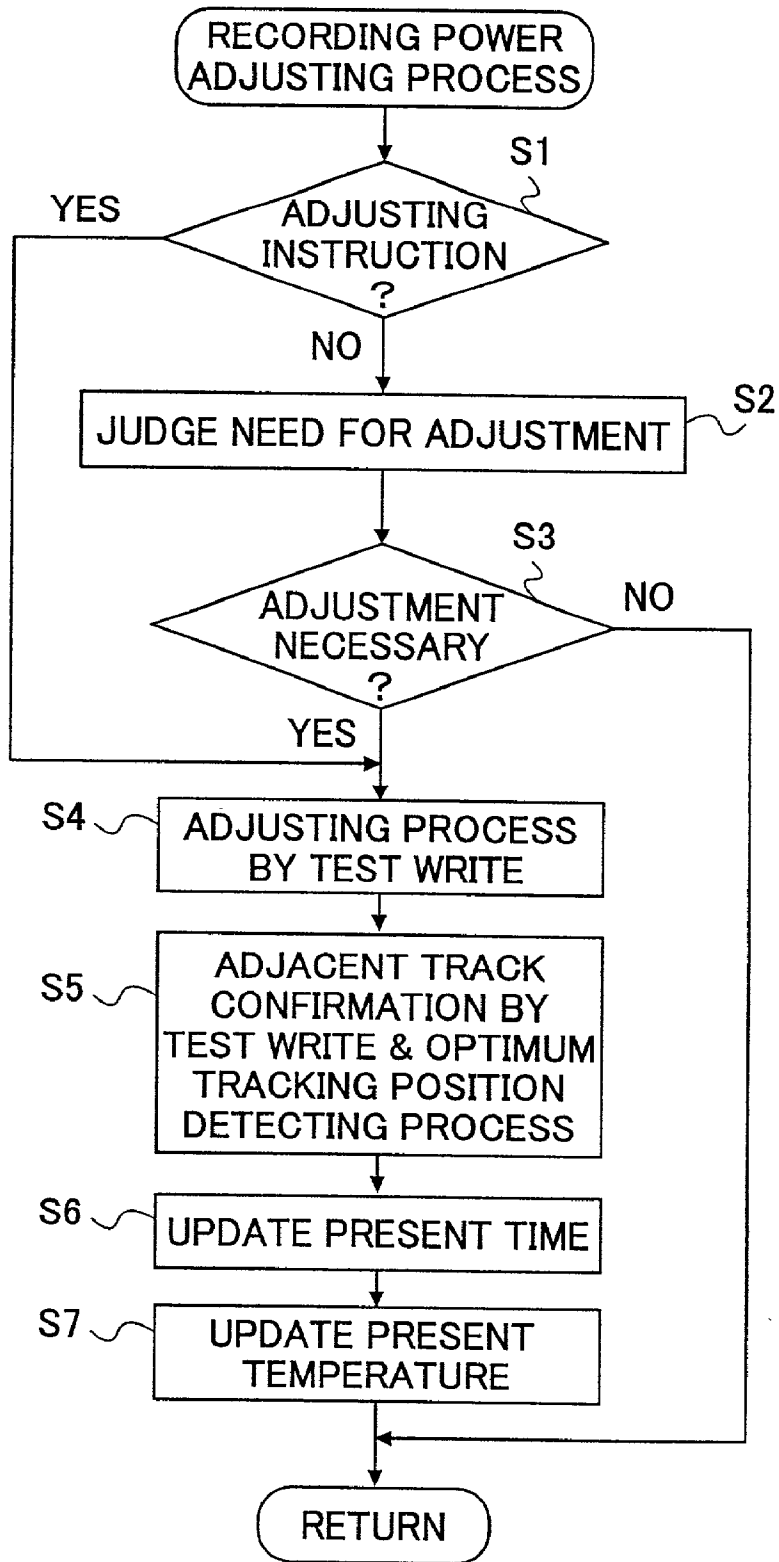 RECORDING POWER
ADJUSTING PROCESS
S1
YES
ADJUSTING
INSTRUCTION
?
NO
S2
JUDGE NEED FOR ADJUSTMENT
S3
NO
ADJUSTMENT
NECESSARY
?
YES
S4
ADJUSTING PROCESS
BY TEST WRITE
S5
ADJACENT TRACK
CONFIRMATION BY
TEST WRITE & OPTIMUM
TRACKING POSITION
DETECTING PROCESS
S6
UPDATE PRESENT TIME
S7
UPDATE PRESENT
TEMPERATURE
RETURN